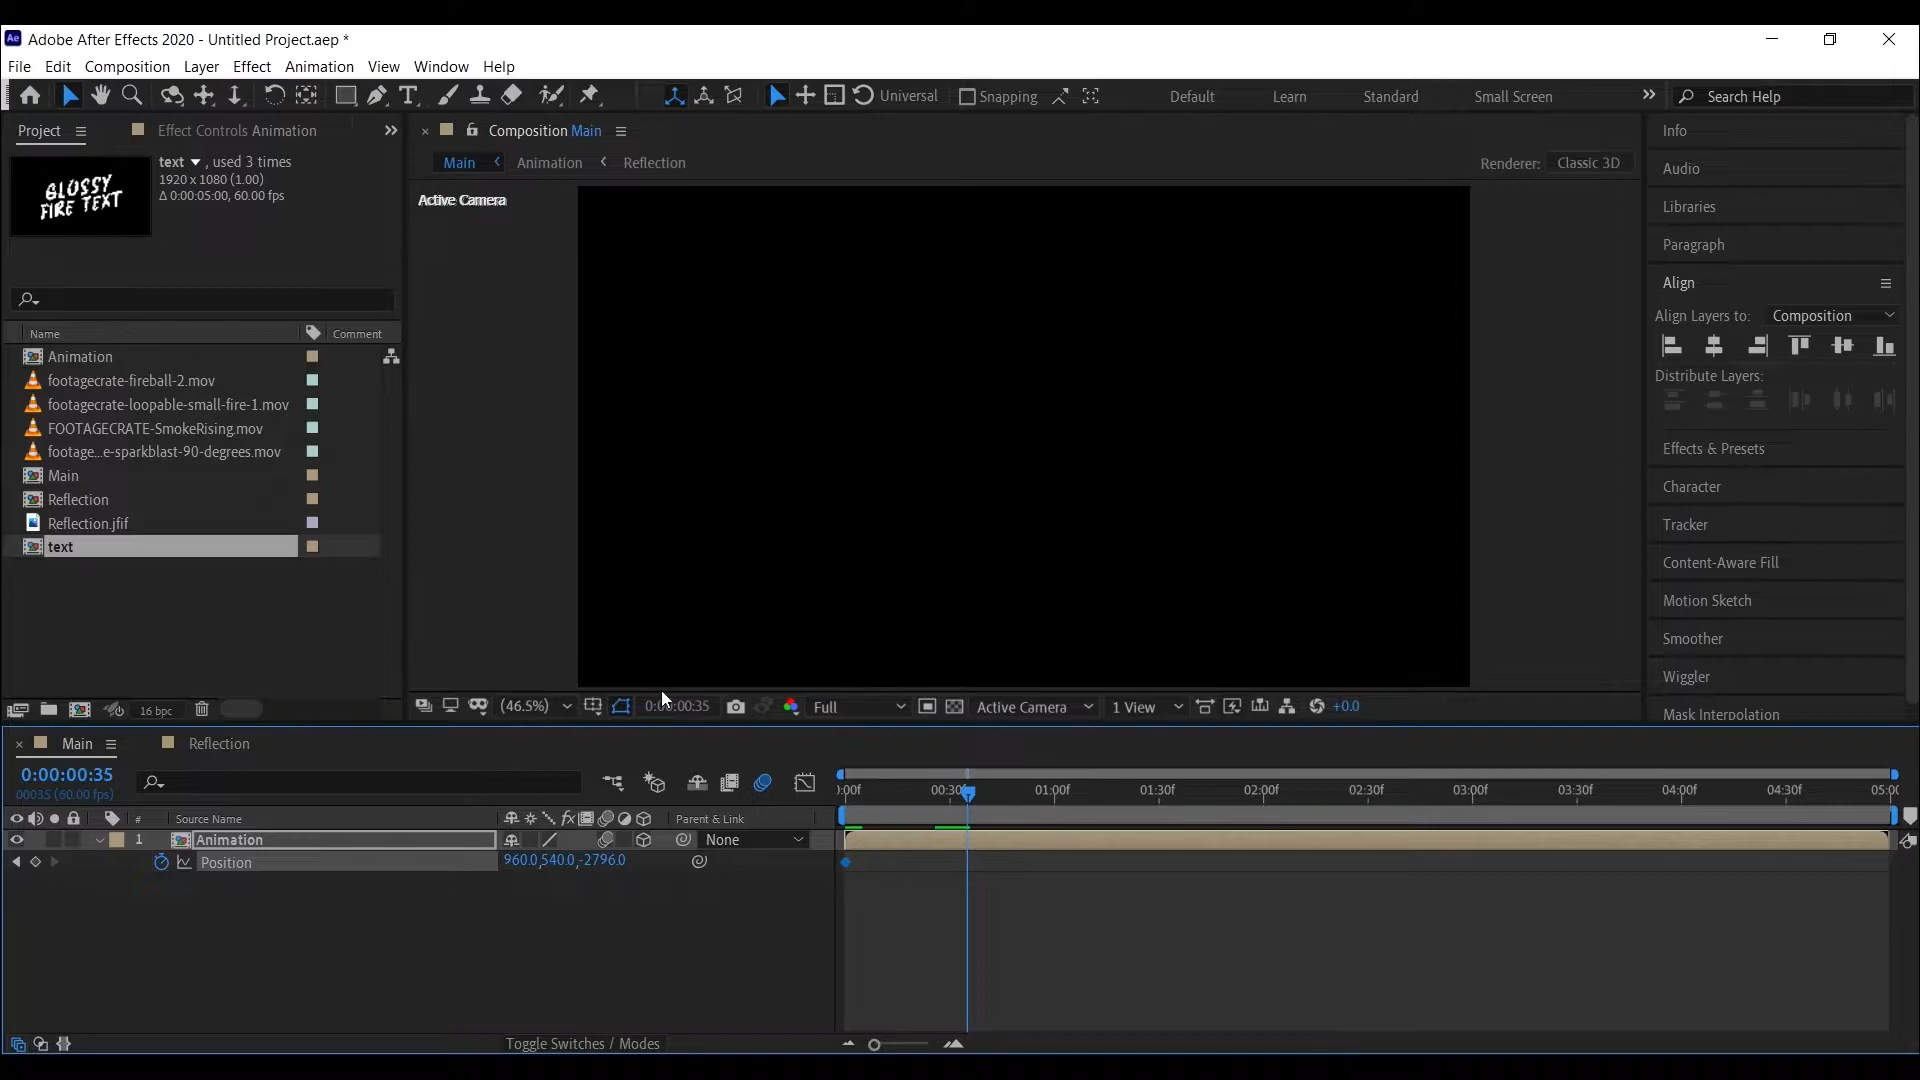 Ae Adobe After Effects 2020 - Untitled Project.aep *
File Edit Composition Layer Effect Animation View Window Help
Universal Snapping Default Learn Standard Small Screen Search Help
Project Effect Controls Animation
text , used 3 times
1920 x 1080 (1.00)
Δ 0:00:05:00, 60.00 fps
GLOSSY
FIRE TEXT
Name Comment
Animation
footagecrate-fireball-2.mov
footagecrate-loopable-small-fire-1.mov
FOOTAGECRATE-SmokeRising.mov
footage...e-sparkblast-90-degrees.mov
Main
Reflection
Reflection.jfif
text
16 bpc
Composition Main
Main Animation Reflection
Renderer: Classic 3D
Active Camera
(46.5%) 0:00:00:35 Full Active Camera 1 View +0.0
Info
Audio
Libraries
Paragraph
Align
Align Layers to: Composition
Distribute Layers:
Effects & Presets
Character
Tracker
Content-Aware Fill
Motion Sketch
Smoother
Wiggler
Mask Interpolation
Main Reflection
0:00:00:35
00035 (60.00 fps)
# Source Name Parent & Link
1 Animation None
Position 960.0,540.0,-2796.0
):00f 00:30f 01:00f 01:30f 02:00f 02:30f 03:00f 03:30f 04:00f 04:30f 05:00
Toggle Switches / Modes